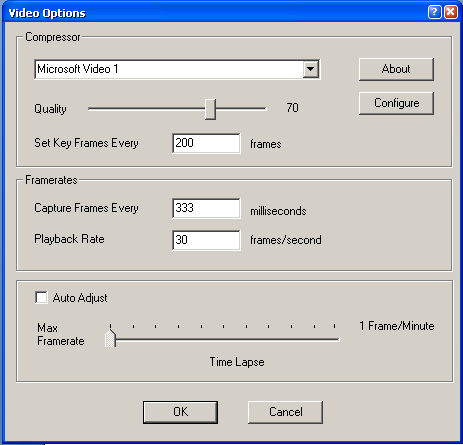 Video Options
Compressor
Microsoft Video 1
About
Quality
70
Configure
Set Key Frames Every 200 frames
Framerates
Capture Frames Every 333 milliseconds
Playback Rate 30 frames/second
Auto Adjust
Max Framerate
1 Frame/Minute
Time Lapse
OK
Cancel